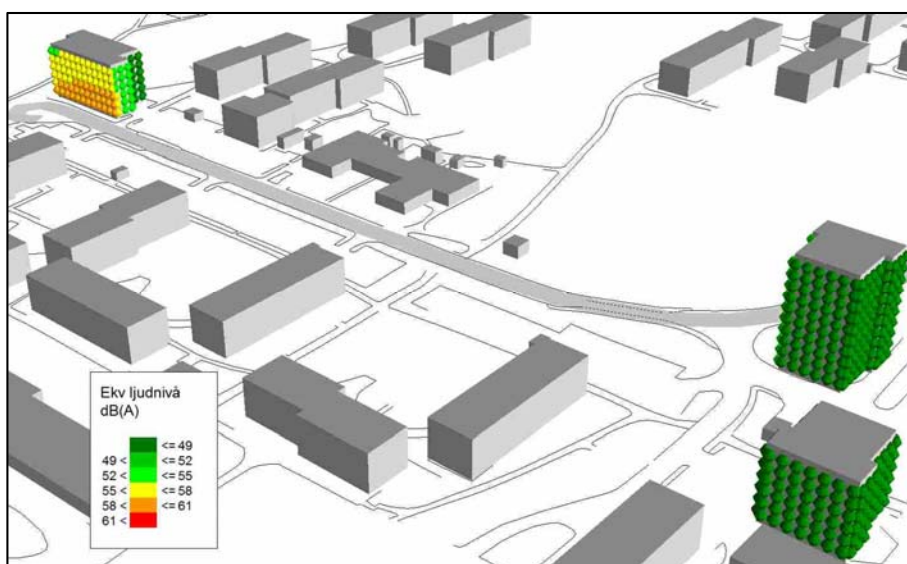 Ekv ljudnivå
dB(A)
<= 49
49 < <= 52
52 < <= 55
55 < <= 58
58 < <= 61
61 <